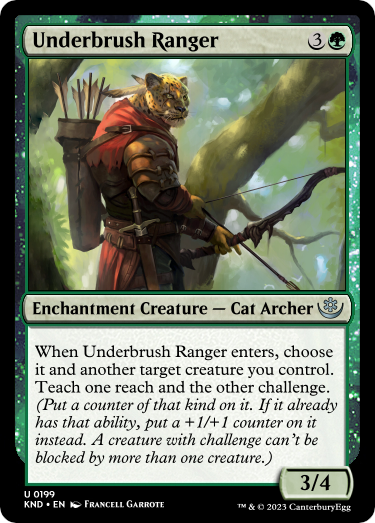 Underbrush Ranger 3
Enchantment Creature — Cat Archer
When Underbrush Ranger enters, choose
it and another target creature you control.
Teach one reach and the other challenge.
(Put a counter of that kind on it. If it already
has that ability, put a +1/+1 counter on it
instead. A creature with challenge can't be
blocked by more than one creature.)
3/4
U 0199
KND • EN Francell Garrote
™ & © 2023 CanterburyEgg